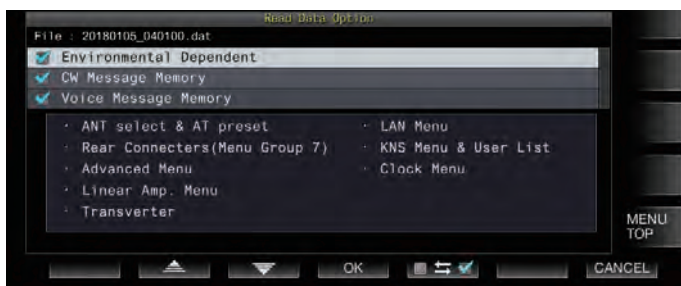 Read Data Option
File : 20180105_040100.dat
Environmental Dependent
CW Message Memory
Voice Message Memory
· ANT select & AT preset
· Rear Connecters(Menu Group 7)
· Advanced Menu
· Linear Amp. Menu
· Transverter
· LAN Menu
· KNS Menu & User List
· Clock Menu
MENU
TOP
OK
CANCEL